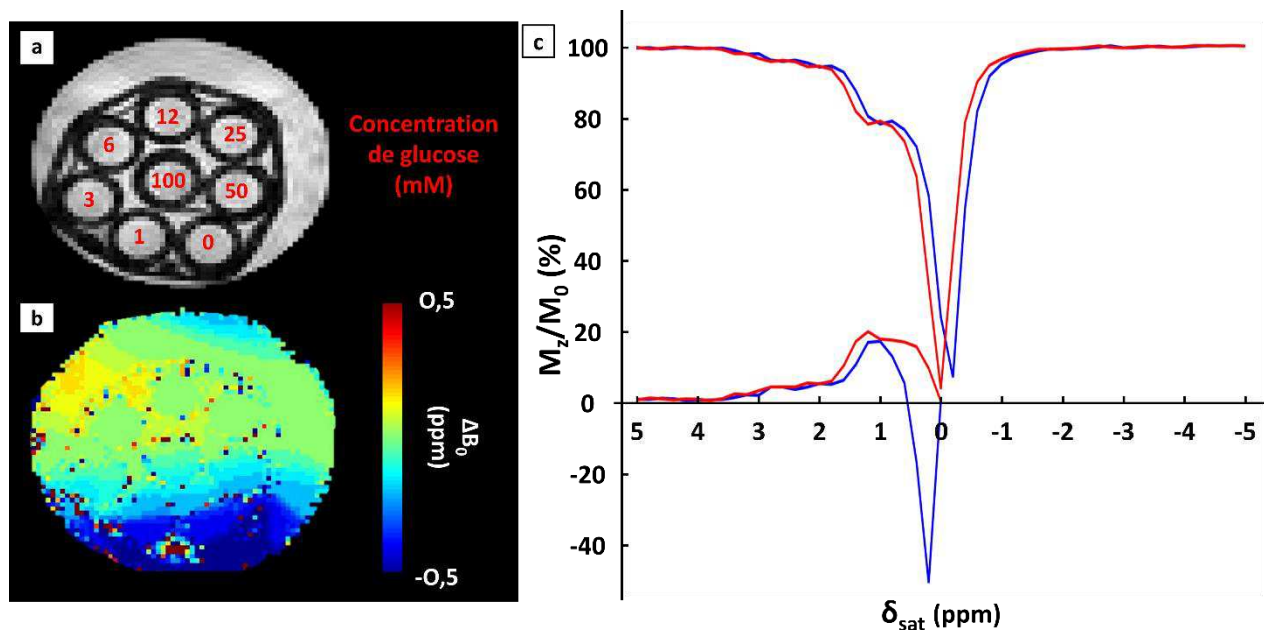 a
12
6
25
100
50
3
1
0
Concentration
de glucose
(mM)
b
O,5
ΔB0
(ppm)
-O,5
c
100
80
60
40
20
0
-20
-40
Mz/M0 (%)
5 4 3 2 1 0 -1 -2 -3 -4 -5
δsat (ppm)